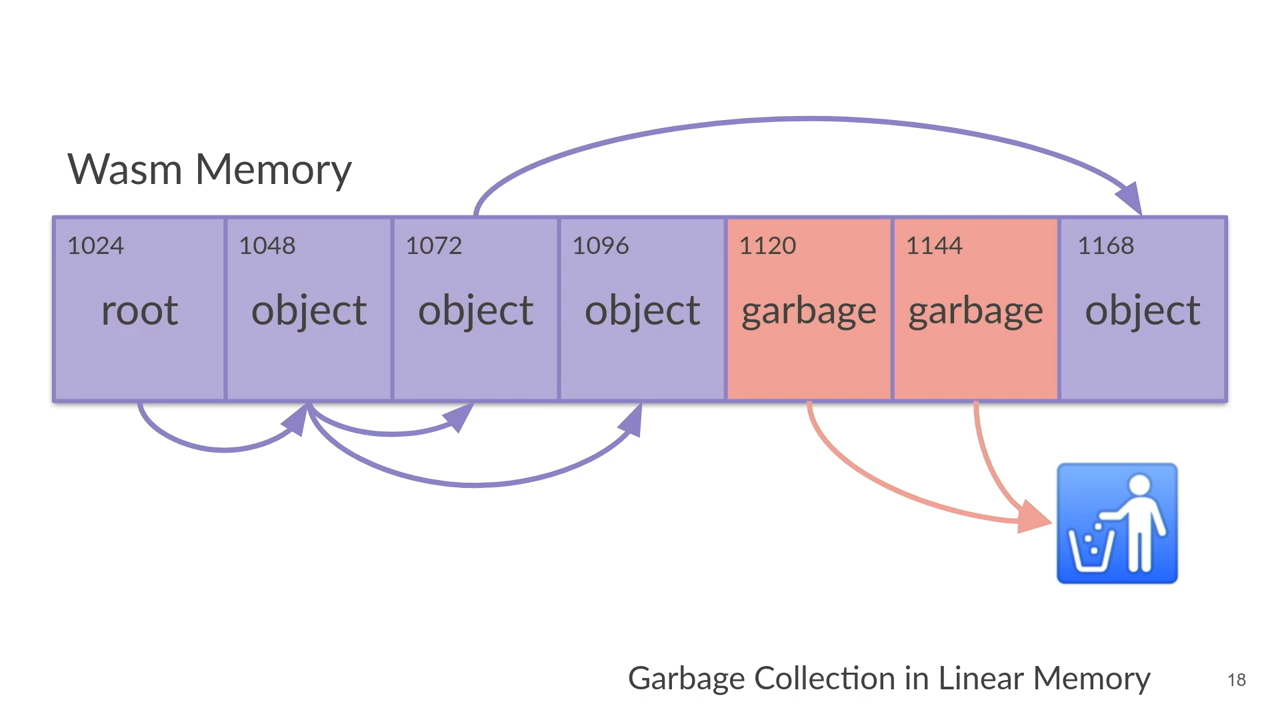 Wasm Memory
1024
root
1048
object
1072
object
1096
object
1120
garbage
1144
garbage
1168
object
Garbage Collection in Linear Memory
18